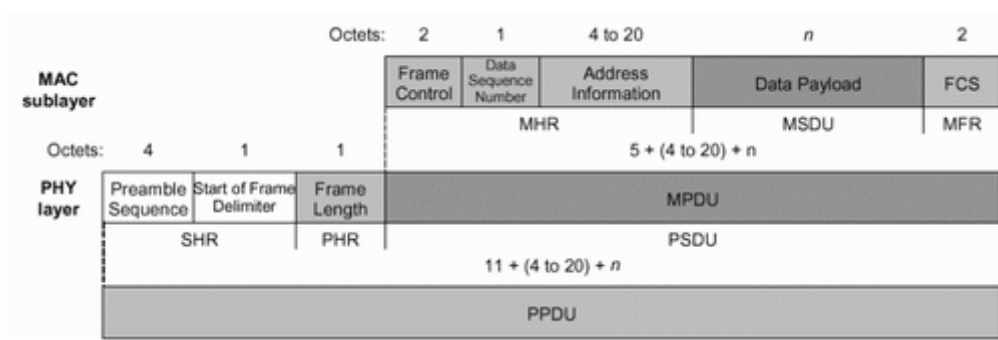 Octets: 2 1 4 to 20 n 2
MAC sublayer
Frame Control
Data Sequence Number
Address Information
Data Payload
FCS
MHR MSDU MFR
Octets: 4 1 1 5 + (4 to 20) + n
PHY layer
Preamble Sequence
Start of Frame Delimiter
Frame Length
MPDU
SHR PHR PSDU
11 + (4 to 20) + n
PPDU